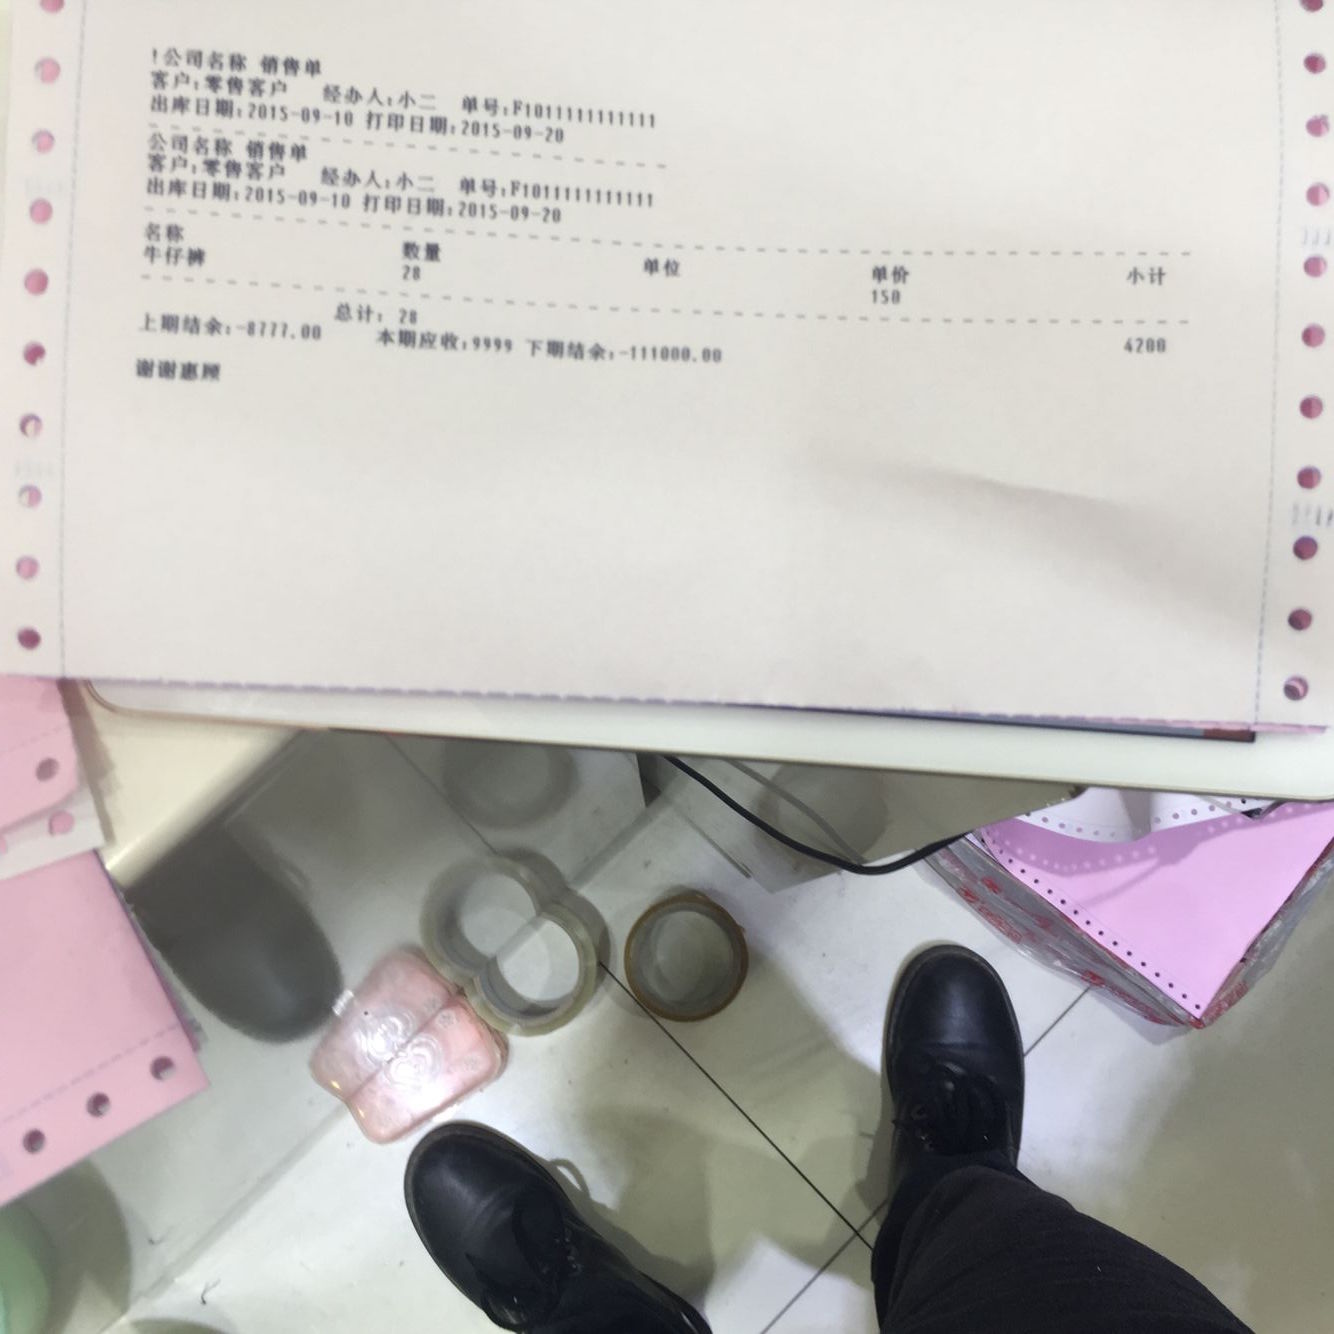 !公司名称 销售单
客户:零售客户 经办人:小二 单号:F1011111111111
出库日期:2015-09-10 打印日期:2015-09-20
公司名称 销售单
客户:零售客户 经办人:小二 单号:F1011111111111
出库日期:2015-09-10 打印日期:2015-09-20
名称 数量 单位 单价 小计
牛仔裤 28 150 4200
总计: 28
上期结余:-8777.00 本期应收:9999 下期结余:-111000.00
谢谢惠顾